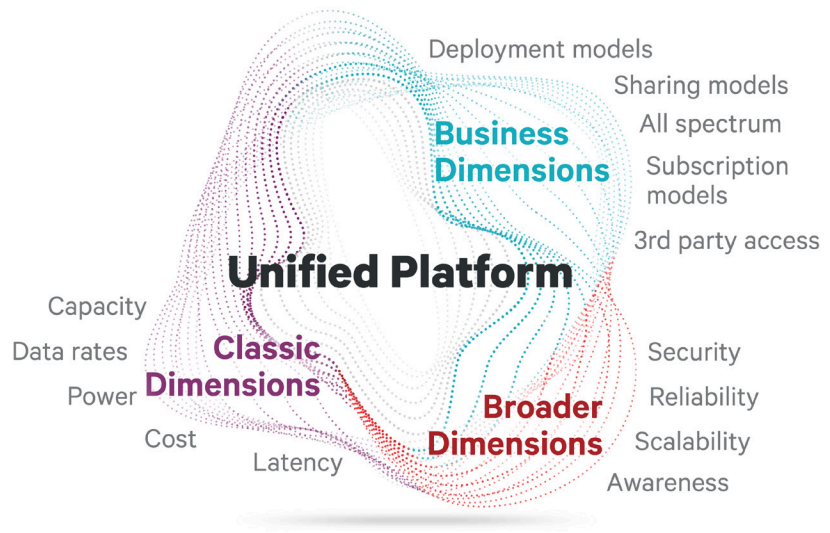 Deployment models
Sharing models
All spectrum
Subscription
models
3rd party access
Business
Dimensions
Unified Platform
Capacity
Data rates
Power
Cost
Latency
Classic
Dimensions
Broader
Dimensions
Security
Reliability
Scalability
Awareness